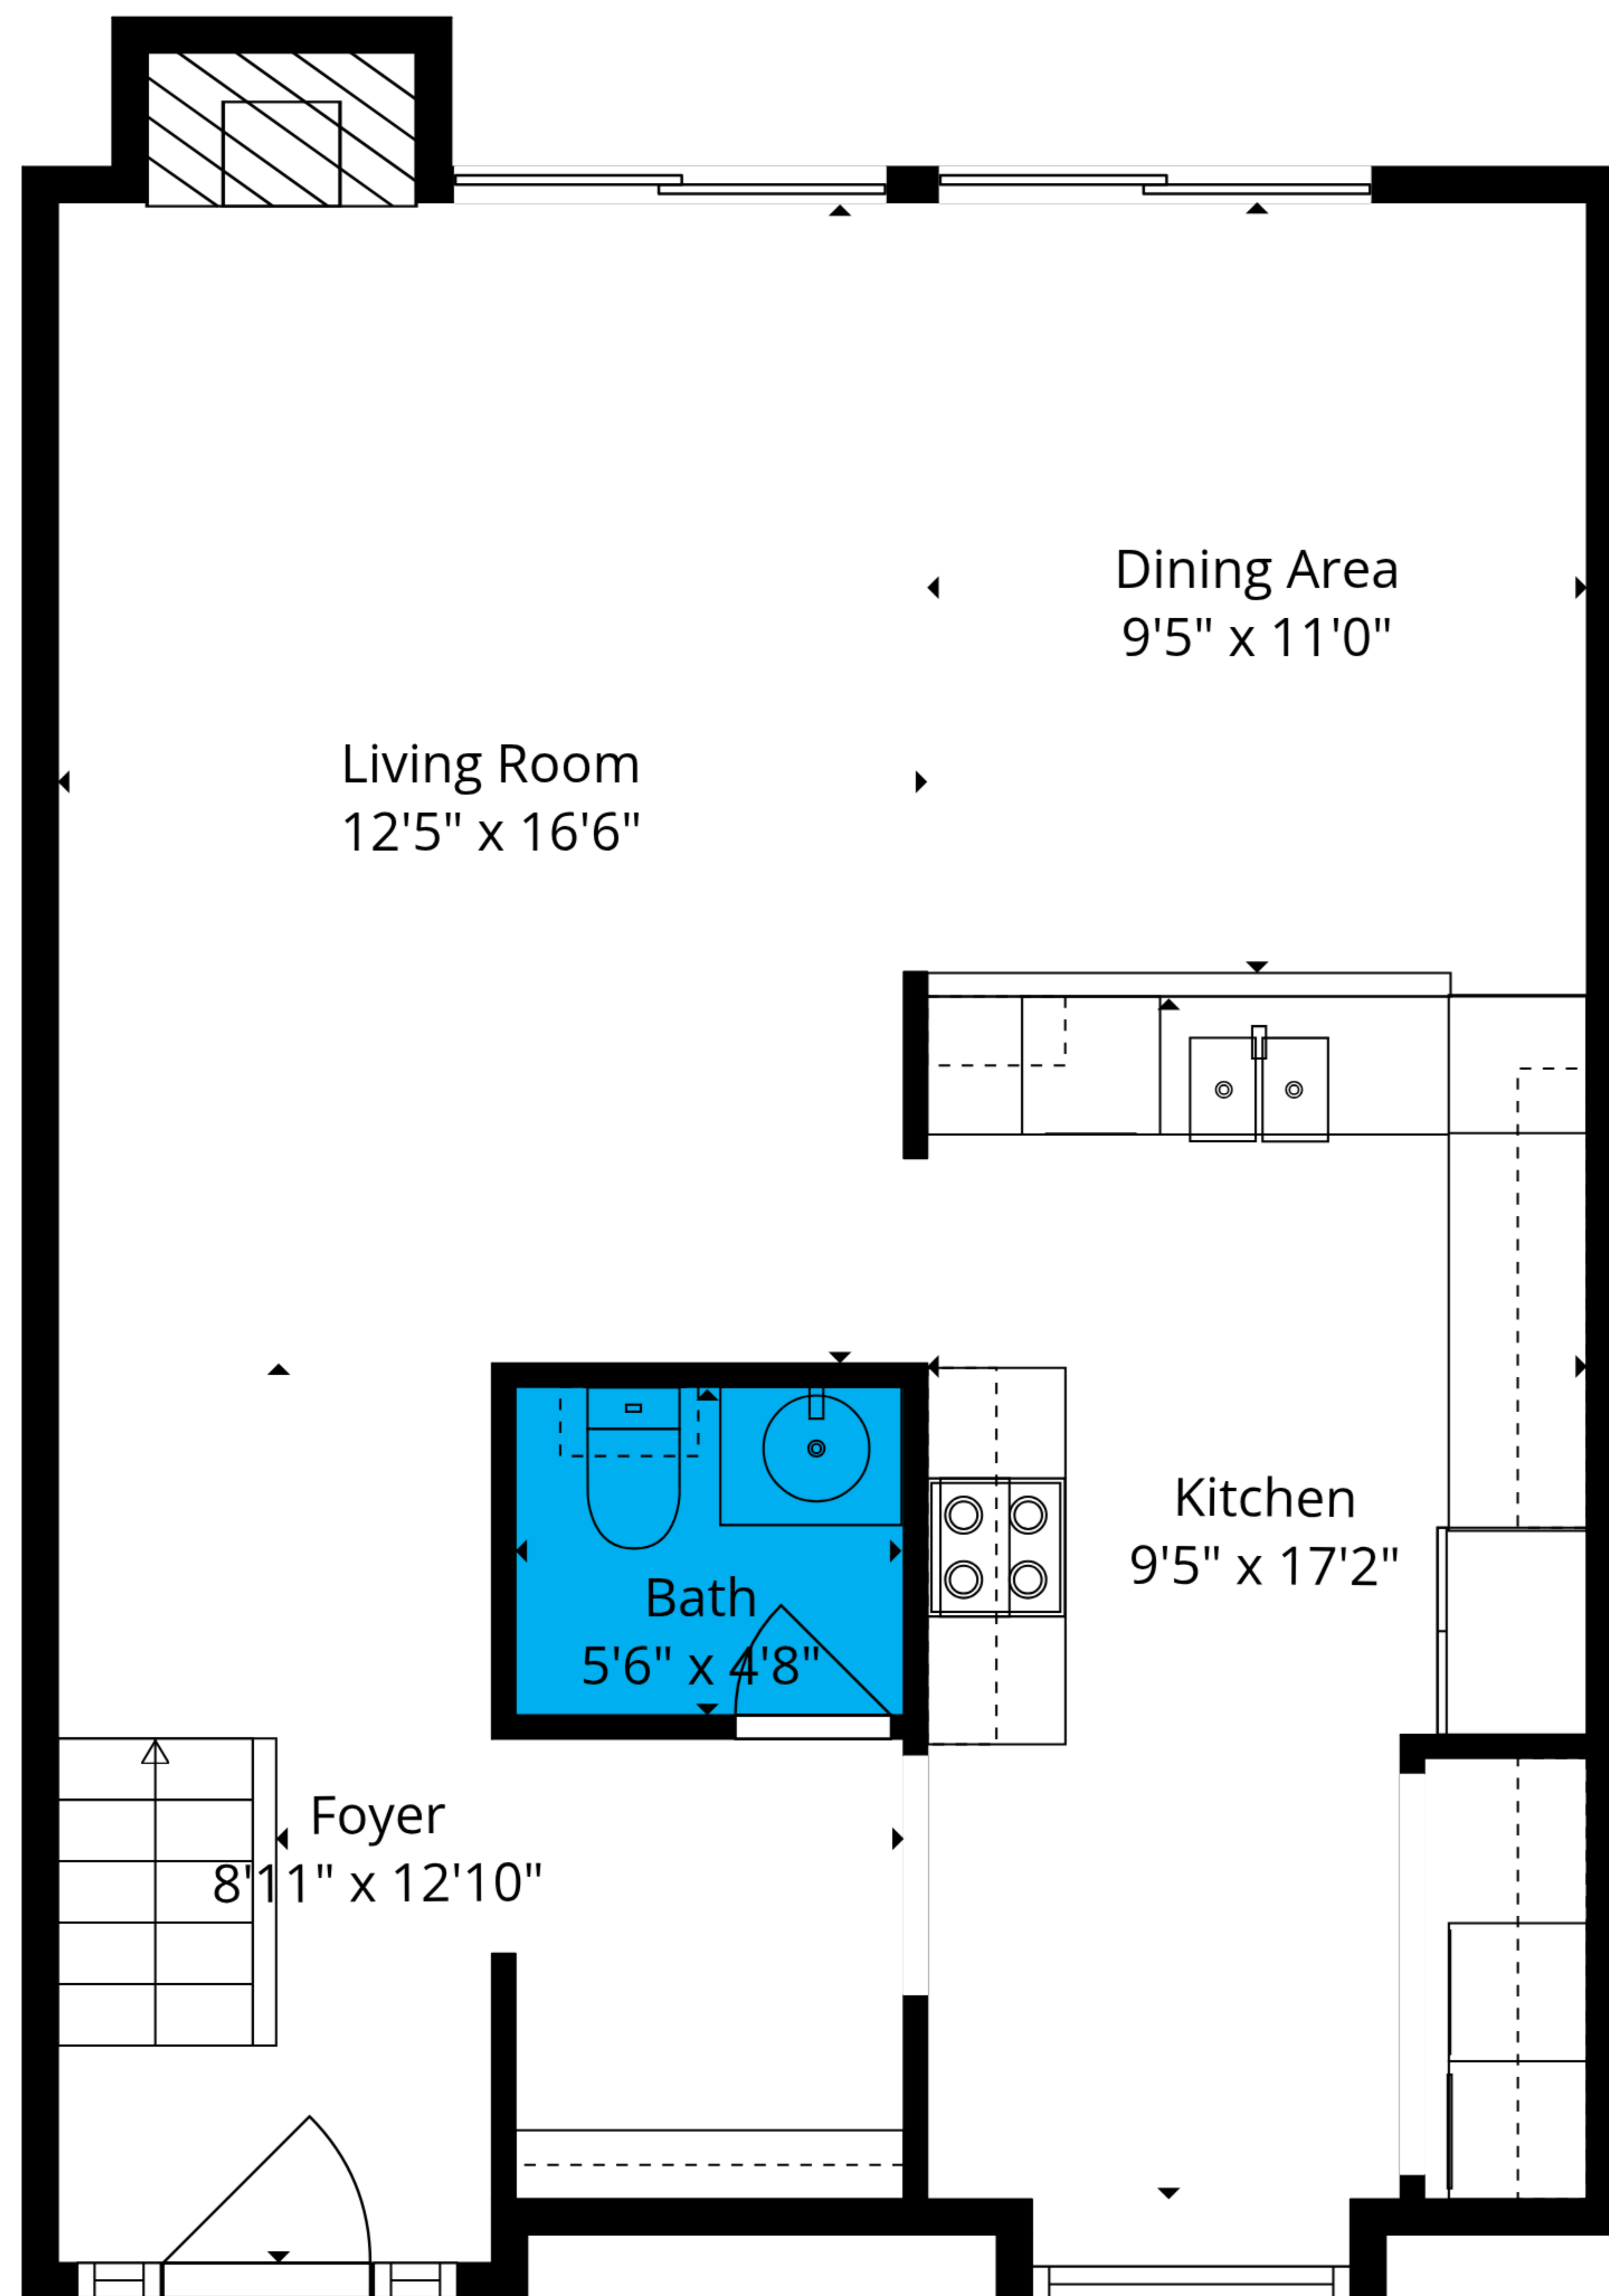 Dining Area
9'5" x 11'0"
Living Room
12'5" x 16'6"
Kitchen
9'5" x 17'2"
Bath
5'6" x 4'8"
Foyer
8'11" x 12'10"